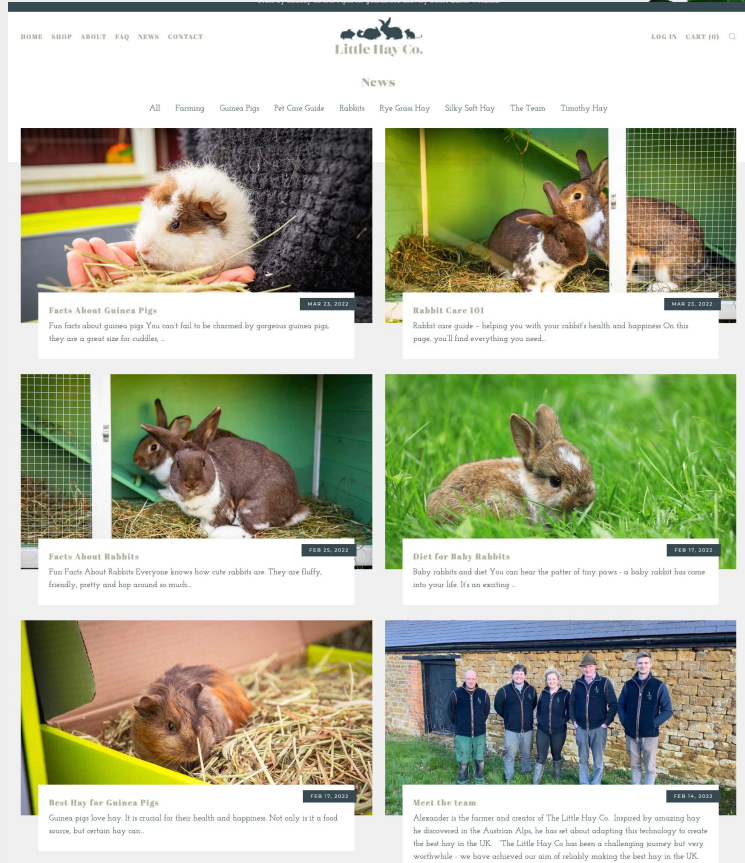 HOME SHOP ABOUT FAQ NEWS CONTACT
Little Hay Co.
LOG IN CART (0)
News
All Farming Guinea Pigs Pet Care Guide Rabbits Rye Grass Hay Silky Soft Hay The Team Timothy Hay
MAR 23, 2022
Facts About Guinea Pigs
Fun facts about guinea pigs You can't fail to be charmed by gorgeous guinea pigs,
they are a great size for cuddles, ...
MAR 23, 2022
Rabbit Care 101
Rabbit care guide – helping you with your rabbit's health and happiness On this
page, you'll find everything you need...
FEB 25, 2022
Facts About Rabbits
Fun Facts About Rabbits Everyone knows how cute rabbits are. They are fluffy,
friendly, pretty and hop around so much...
FEB 17, 2022
Diet for Baby Rabbits
Baby rabbits and diet You can hear the patter of tiny paws - a baby rabbit has come
into your life. It's an exciting ...
FEB 17, 2022
Best Hay for Guinea Pigs
Guinea pigs love hay. It is crucial for their health and happiness. Not only is it a food
source, but certain hay can...
FEB 14, 2022
Meet the team
Alexander is the farmer and creator of The Little Hay Co. Inspired by amazing hay
he discovered in the Austrian Alps, he has set about adapting this technology to create
the best hay in the UK. "The Little Hay Co has been a challenging journey but very
worthwhile - we have achieved our aim of reliably making the best hay in the UK.